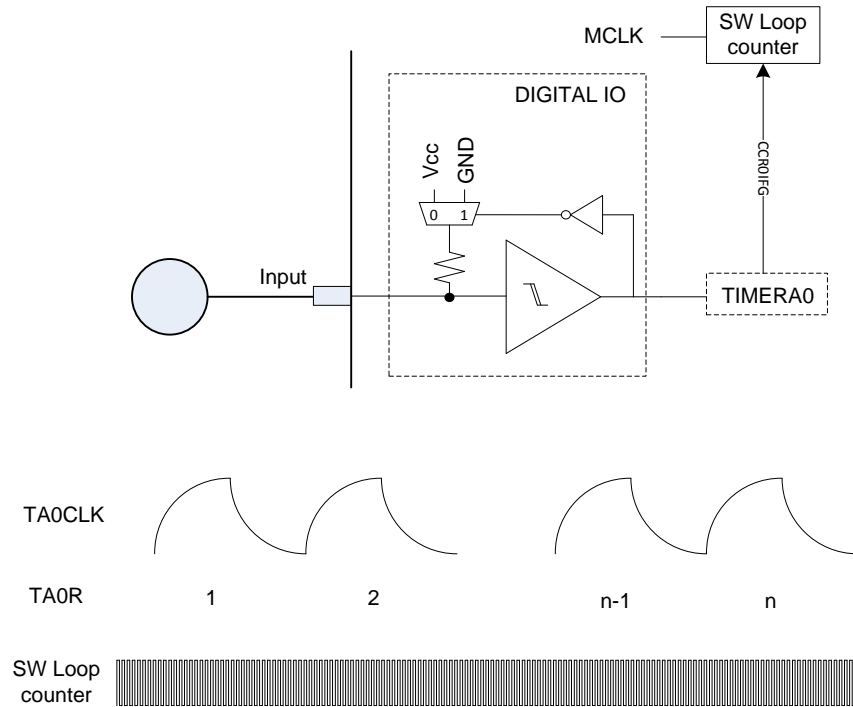 MCLK
SW Loop
counter
DIGITAL IO
Vcc
GND
0 1
CCR0IFG
Input
TIMERA0
TA0CLK
TA0R
1 2 n-1 n
SW Loop
counter